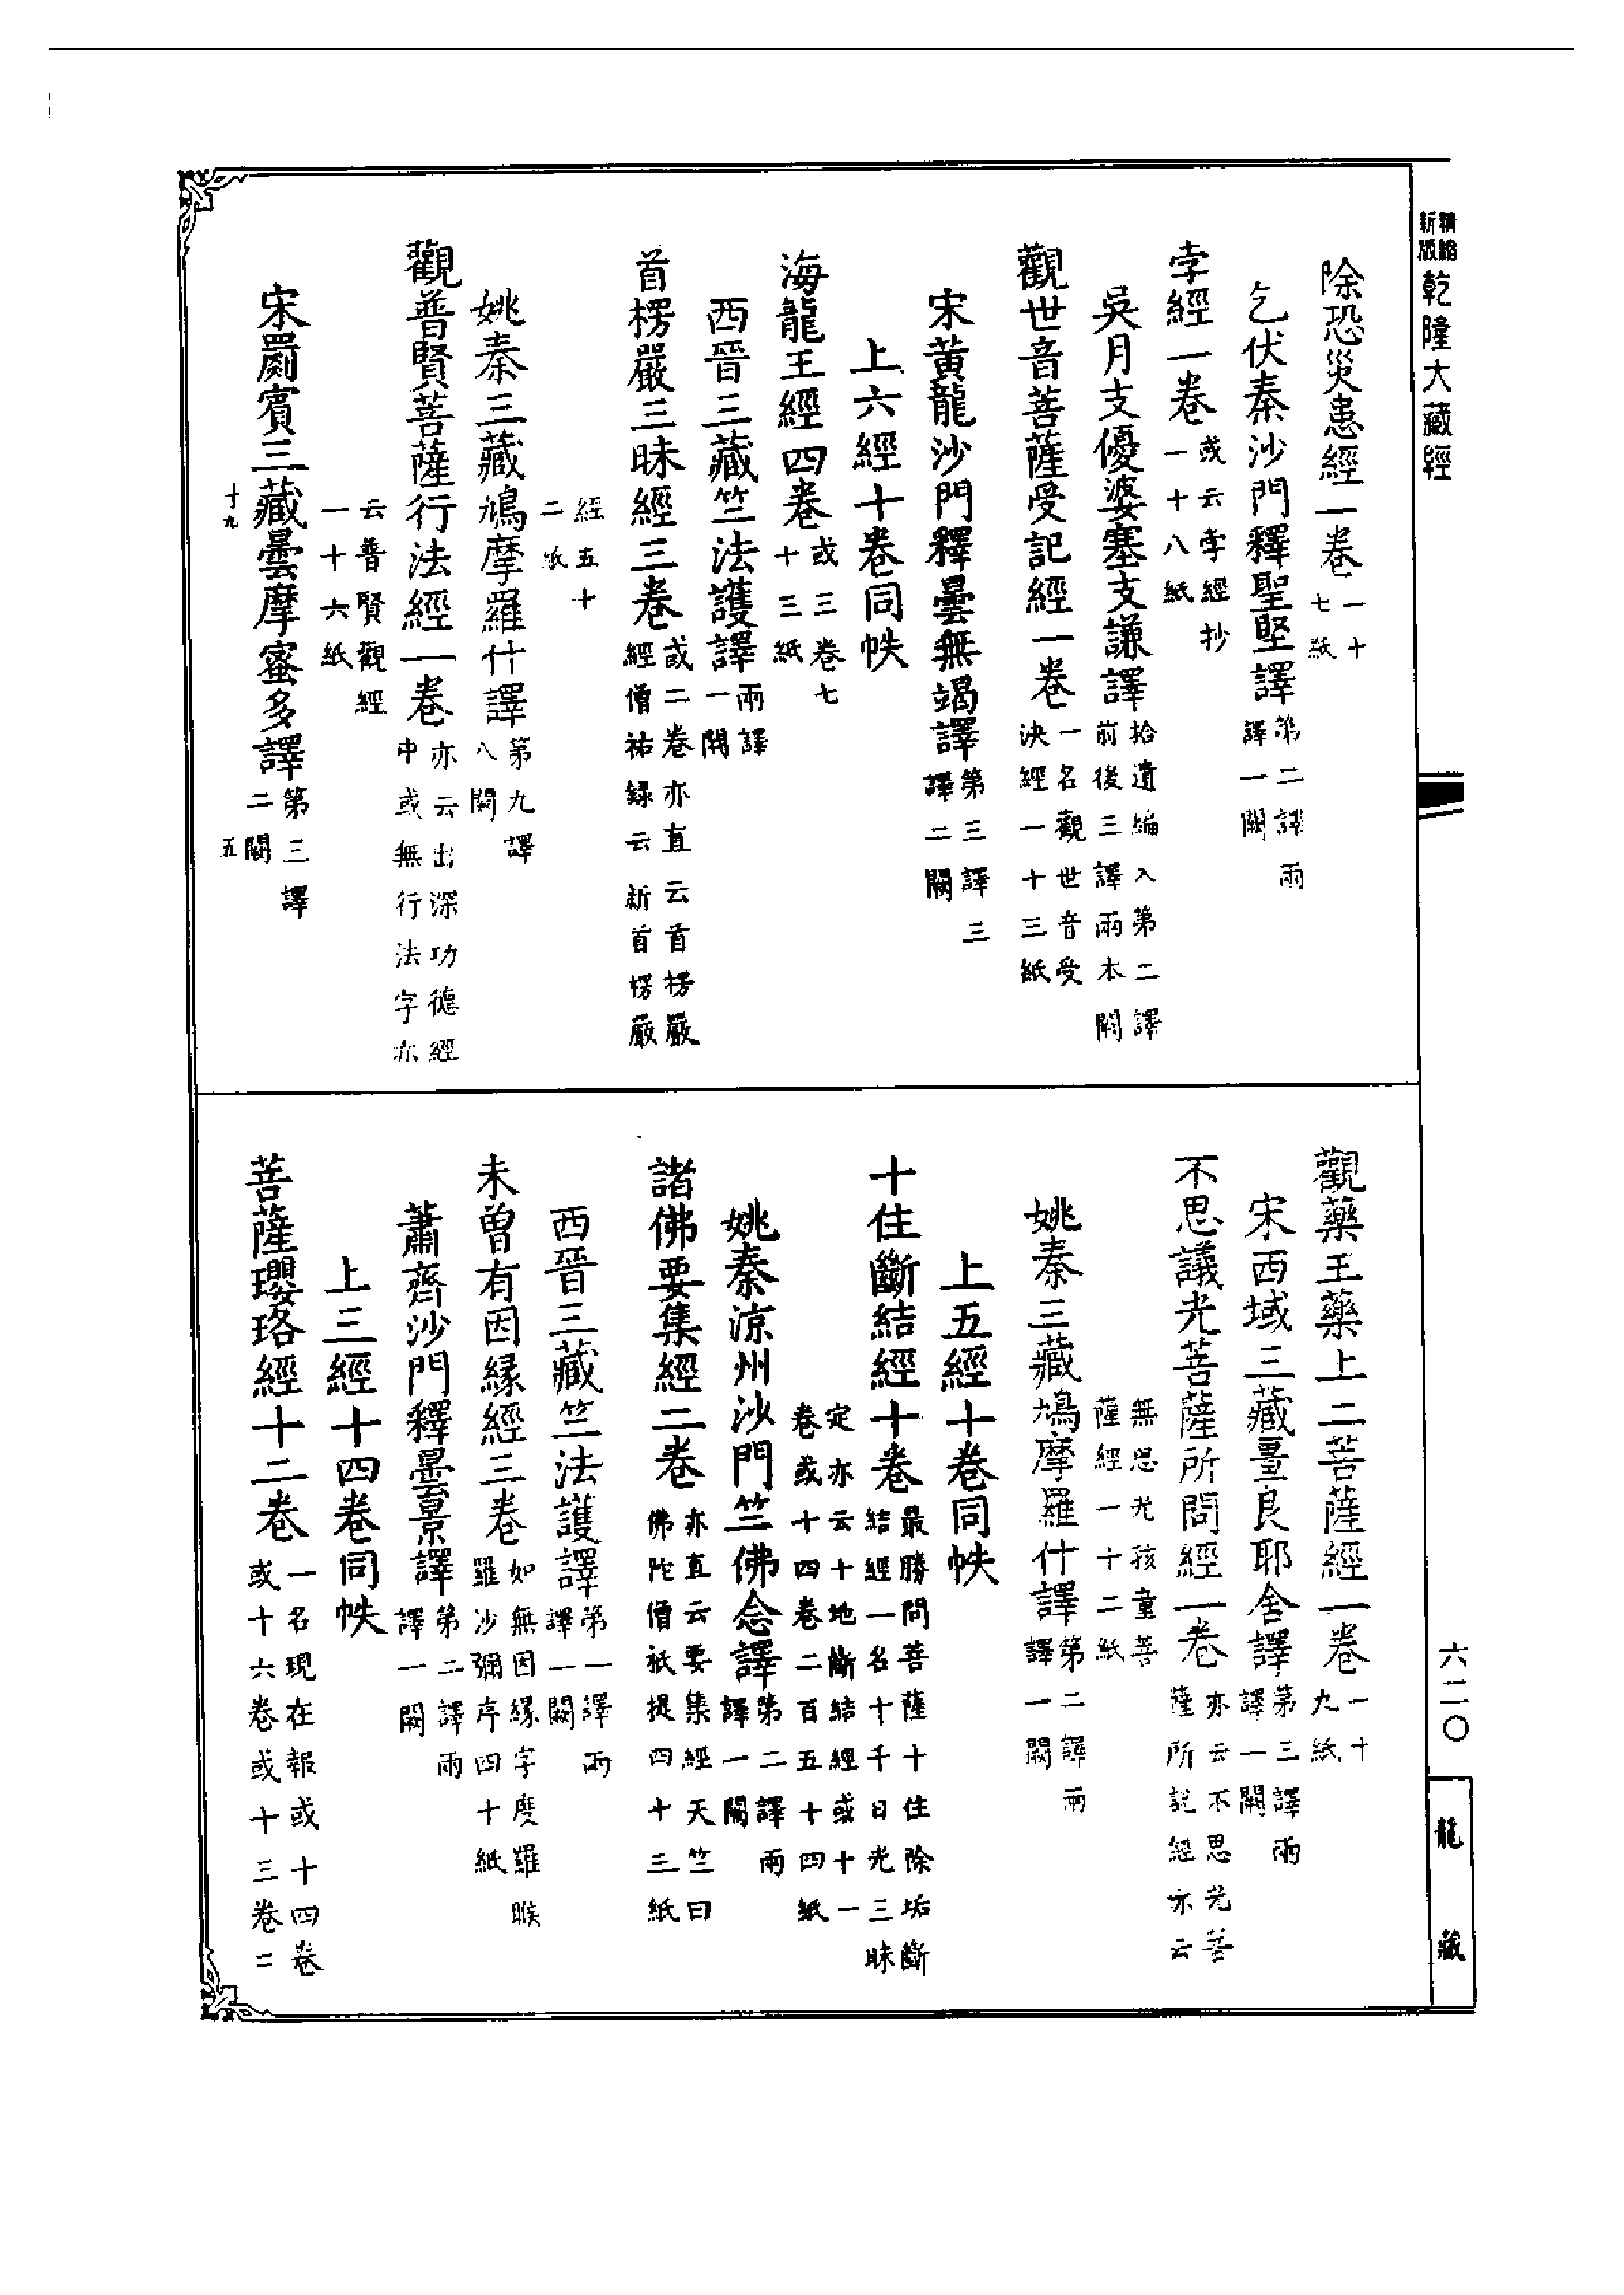 精縮新版乾隆大藏經
除恐災患經一卷一十七紙
乞伏秦沙門釋聖堅譯第二譯兩譯一闕
孛經一卷或云孛經抄一十八紙
吳月支優婆塞支謙譯拾遺編入第二譯前後三譯兩本闕
觀世音菩薩受記經一卷一名觀世音受決經一十三紙
宋黃龍沙門釋曇無竭譯第三譯三譯二闕
上六經十卷同帙
海龍王經四卷或三卷七十三紙
西晉三藏竺法護譯兩譯一闕
首楞嚴三昧經三卷或二卷亦直云首楞嚴經僧祐録云新首楞嚴
經五十二紙
姚秦三藏鳩摩羅什譯第九譯八闕
觀普賢菩薩行法經一卷亦云出深功德經中或無行法字亦
云普賢觀經一十六紙
宋罽賓三藏曇摩蜜多譯第三譯二闕
十九
五
觀藥王藥上二菩薩經一卷一十九紙
宋西域三藏畺良耶舍譯第三譯兩譯一闕
不思議光菩薩所問經一卷亦云不思光菩薩所說經亦云
無思光孩童菩薩經一十二紙
姚秦三藏鳩摩羅什譯第二譯兩譯一闕
上五經十卷同帙
十住斷結經十卷最勝問菩薩十住除垢斷結經一名十千日光三昧
定亦云十地斷結經或十一卷或十四卷二百五十四紙
姚秦涼州沙門竺佛念譯第二譯兩譯一闕
諸佛要集經二卷亦直云要集經天竺曰佛陀僧祇提四十三紙
西晉三藏竺法護譯第一譯兩譯一闕
未曾有因緣經三卷如無因緣字度羅睺羅沙彌序四十紙
蕭齊沙門釋曇景譯第二譯兩譯一闕
上三經十四卷同帙
菩薩瓔珞經十二卷一名現在報或十四卷或十六卷或十三卷二
六二〇
龍藏